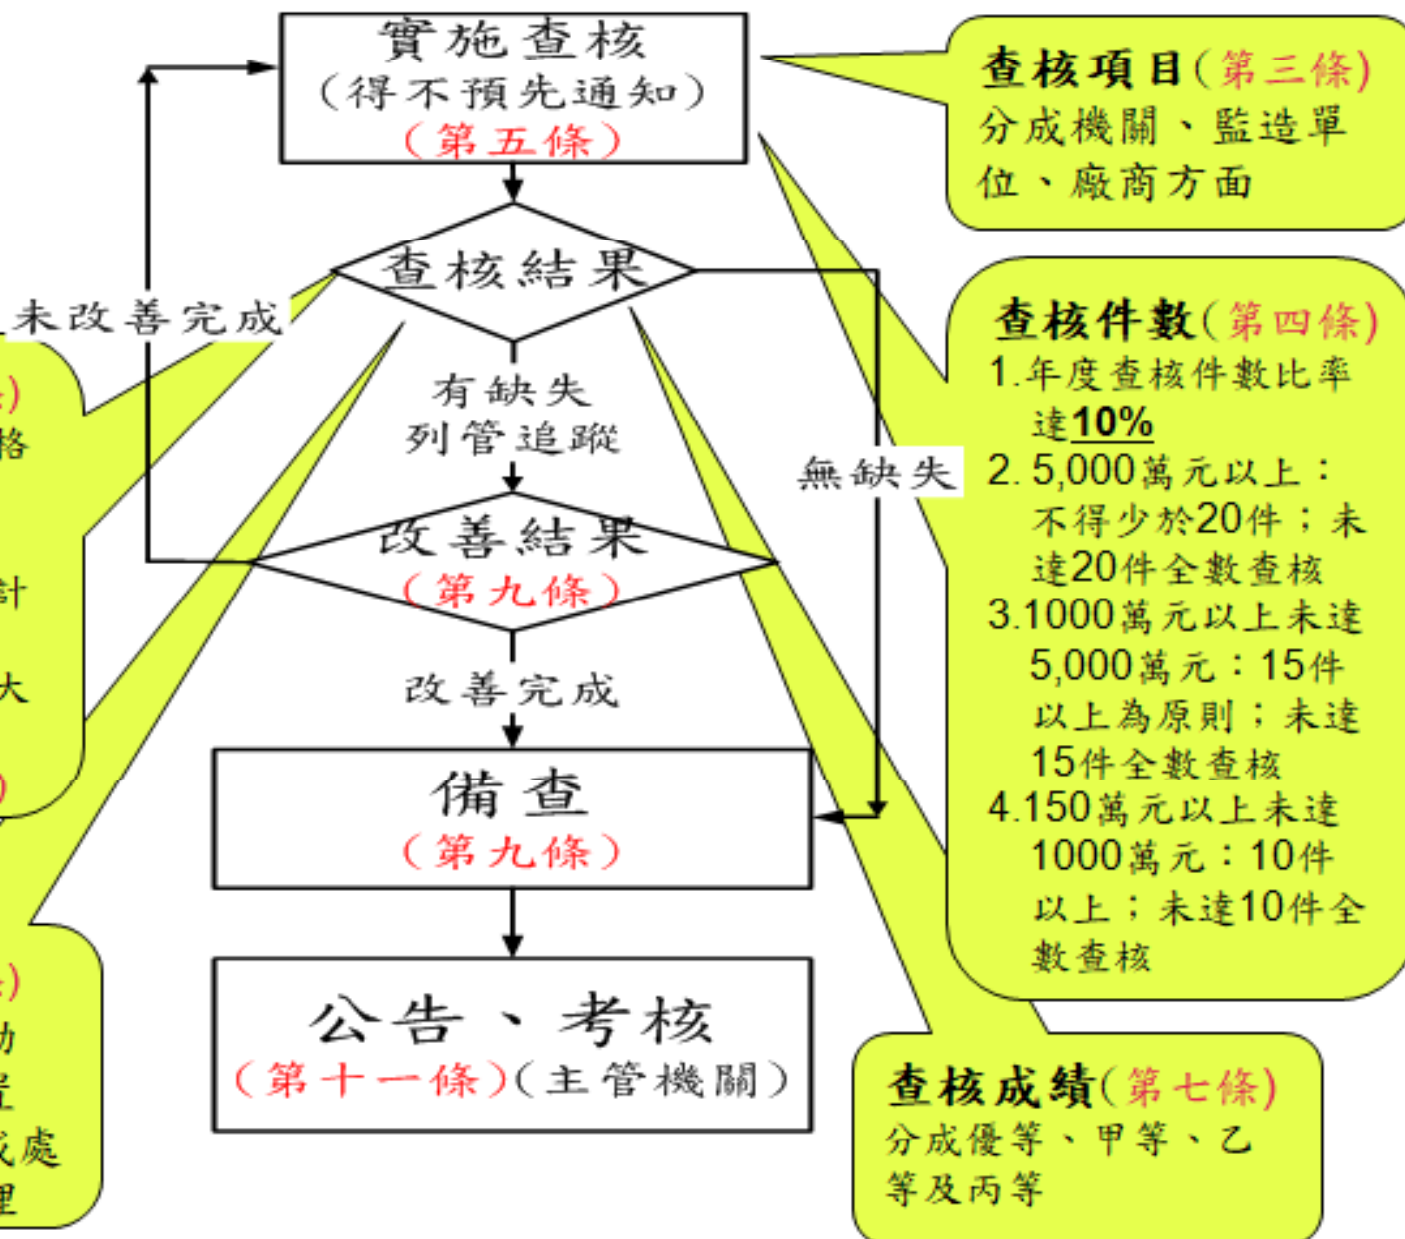 實施查核
（得不預先通知）
（第五條）
查核項目(第三條)
分成機關、監造單
位、廠商方面
查核結果
未改善完成
有缺失
列管追蹤
無缺失
改善結果
（第九條）
改善完成
備查
（第九條）
公告、考核
（第十一條）(主管機關）
查核件數(第四條)
1.年度查核件數比率
達10%
2. 5,000萬元以上：
不得少於20件；未
達20件全數查核
3.1000萬元以上未達
5,000萬元：15件
以上為原則；未達
15件全數查核
4.150萬元以上未達
1000萬元：10件
以上；未達10件全
數查核
查核成績(第七條)
分成優等、甲等、乙
等及丙等
格
計
大
)
處
理